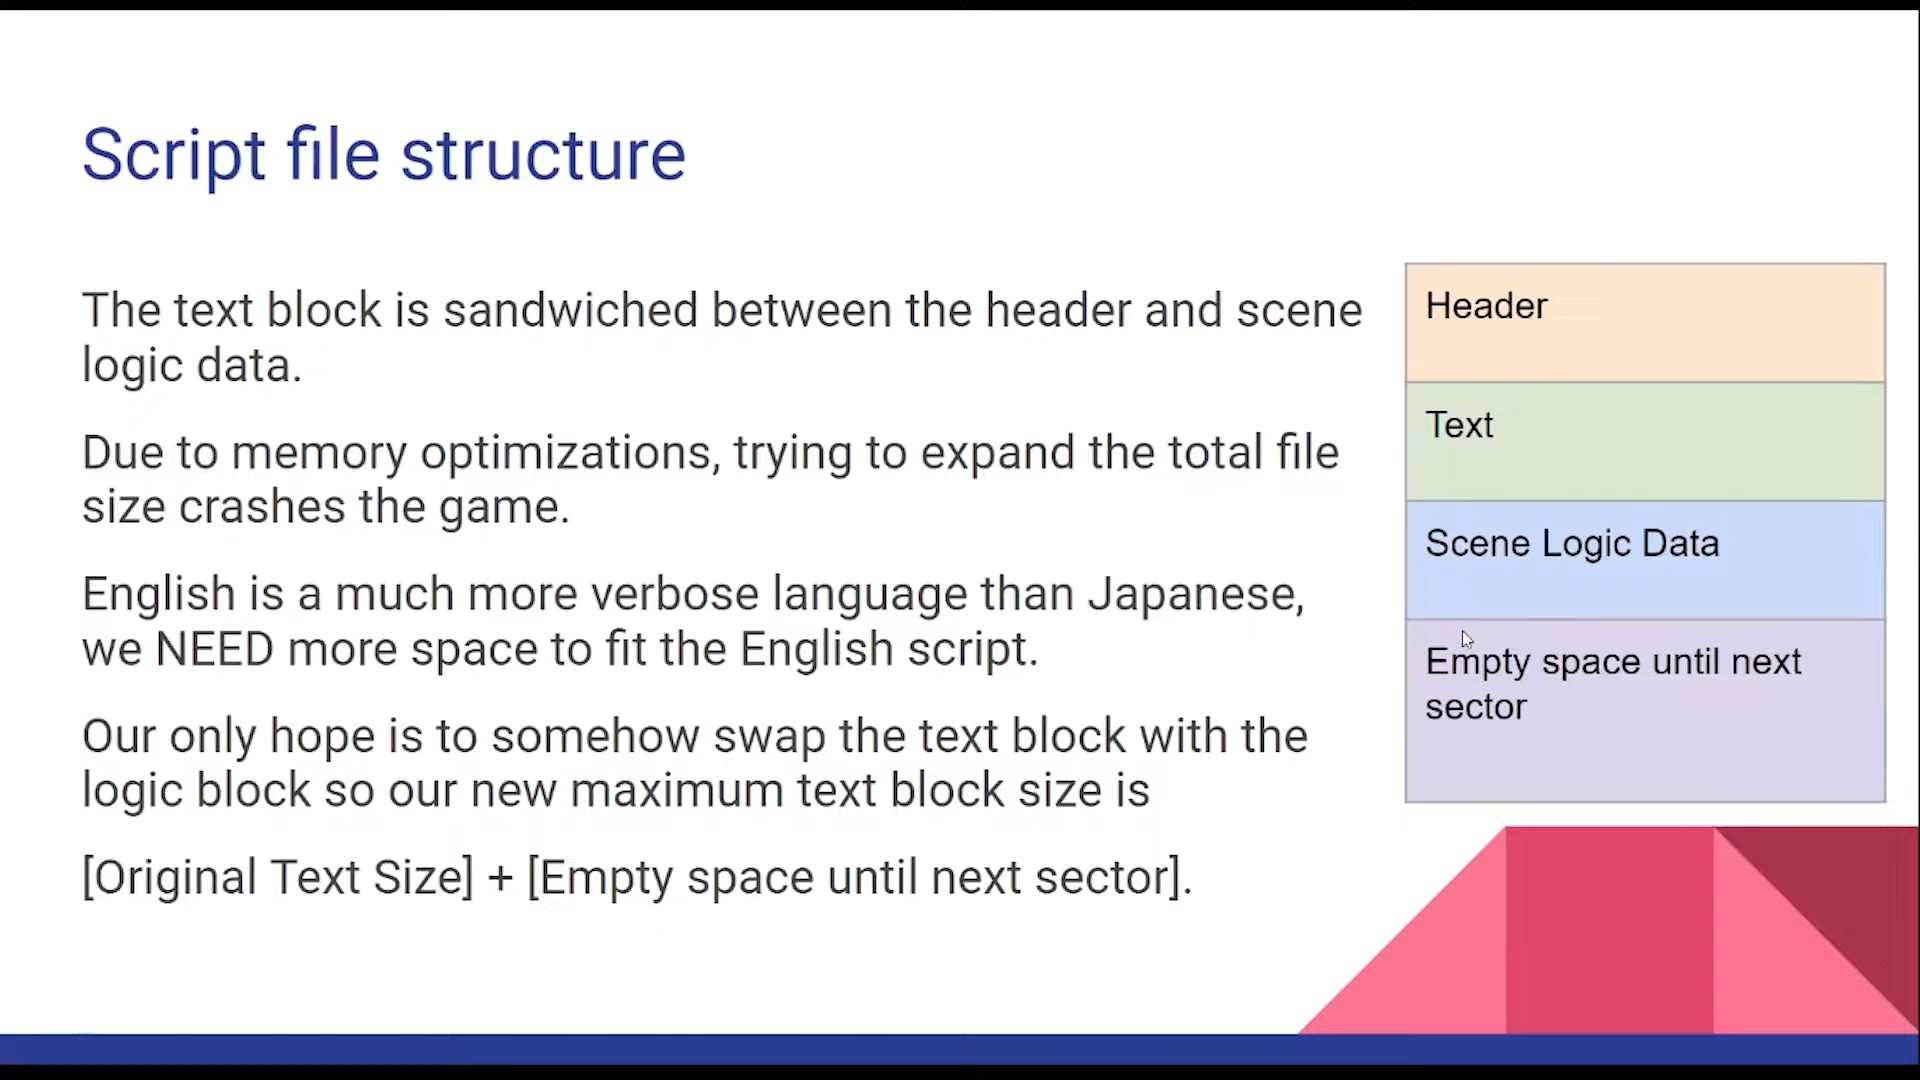 Script file structure
The text block is sandwiched between the header and scene
logic data.
Due to memory optimizations, trying to expand the total file
size crashes the game.
English is a much more verbose language than Japanese,
we NEED more space to fit the English script.
Our only hope is to somehow swap the text block with the
logic block so our new maximum text block size is
[Original Text Size] + [Empty space until next sector].
Header
Text
Scene Logic Data
Empty space until next
sector